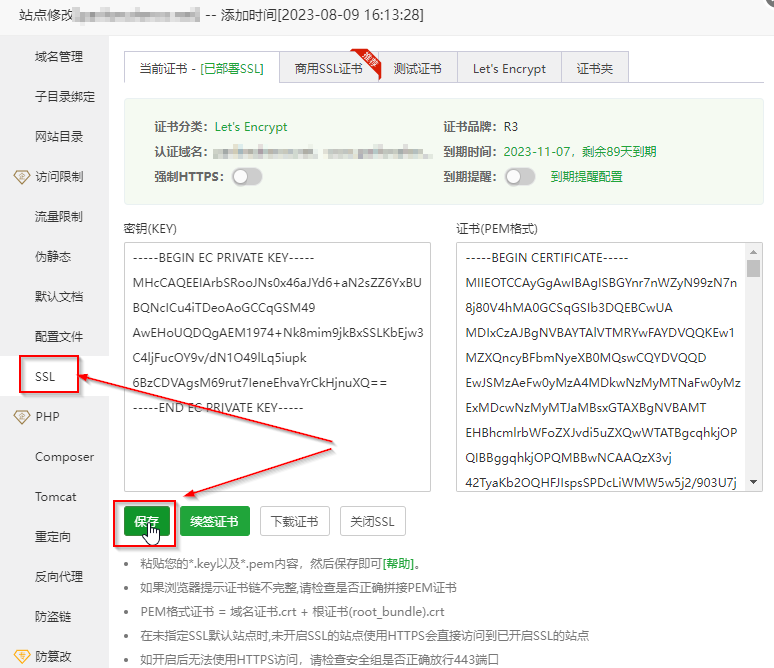 站点修改 -- 添加时间[2023-08-09 16:13:28]
域名管理
子目录绑定
网站目录
访问限制
流量限制
伪静态
默认文档
配置文件
SSL
PHP
Composer
Tomcat
重定向
反向代理
防盗链
防篡改
当前证书 - [已部署SSL]
商用SSL证书
推荐
测试证书
Let's Encrypt
证书夹
证书分类： Let's Encrypt
证书品牌： R3
认证域名：
到期时间： 2023-11-07，剩余89天到期
强制HTTPS：
到期提醒： 到期提醒配置
密钥(KEY)
-----BEGIN EC PRIVATE KEY-----
MHcCAQEEIArbSRooJNs0x46aJYd6+aN2sZZ6YxBU
BQNcICu4iTDeoAoGCCqGSM49
AwEHoUQDQgAEM1974+Nk8mim9jkBxSSLKbEjw3
C4ljFucOY9v/dN1O49lLq5iupk
6BzCDVAgsM69rut7IeneEhvaYrCkHjnuXQ==
-----END EC PRIVATE KEY-----
证书(PEM格式)
-----BEGIN CERTIFICATE-----
MIIEOTCCAyGgAwIBAgISBGYnr7nWZyN99zN7n
8j80V4hMA0GCSqGSIb3DQEBCwUA
MDIxCzAJBgNVBAYTAlVTMRYwFAYDVQQKEw1
MZXQncyBFbmNyeXB0MQswCQYDVQQD
EwJSMzAeFw0yMzA4MDkwNzMyMTNaFw0yMz
ExMDcwNzMyMTJaMBsxGTAXBgNVBAMT
EHBhcmlrbWFoZXJvdi5uZXQwWTATBgcqhkjOP
QIBBggqhkjOPQMBBwNCAAQzX3vj
42TyaKb2OQHFJIspsSPDcLiWMW5w5j2/903U7j
保存
续签证书
下载证书
关闭SSL
粘贴您的*.key以及*.pem内容，然后保存即可[帮助]。
如果浏览器提示证书链不完整,请检查是否正确拼接PEM证书
PEM格式证书 = 域名证书.crt + 根证书(root_bundle).crt
在未指定SSL默认站点时,未开启SSL的站点使用HTTPS会直接访问到已开启SSL的站点
如开启后无法使用HTTPS访问，请检查安全组是否正确放行443端口